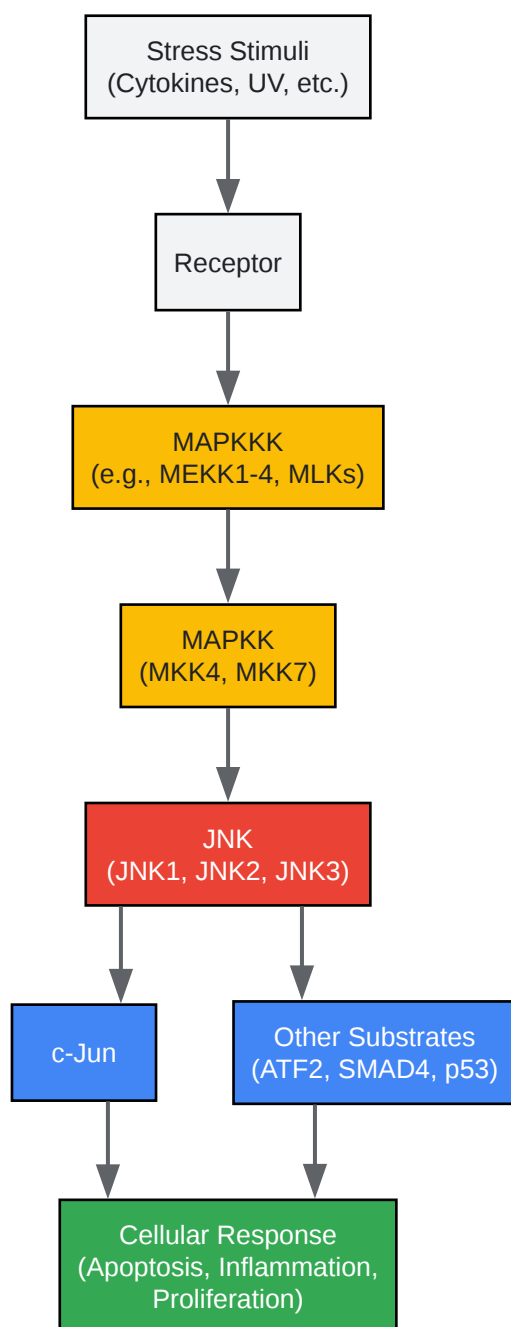 Stress Stimuli
(Cytokines, UV, etc.)
Receptor
MAPKKK
(e.g., MEKK1-4, MLKs)
MAPKK
(MKK4, MKK7)
JNK
(JNK1, JNK2, JNK3)
c-Jun
Other Substrates
(ATF2, SMAD4, p53)
Cellular Response
(Apoptosis, Inflammation,
Proliferation)